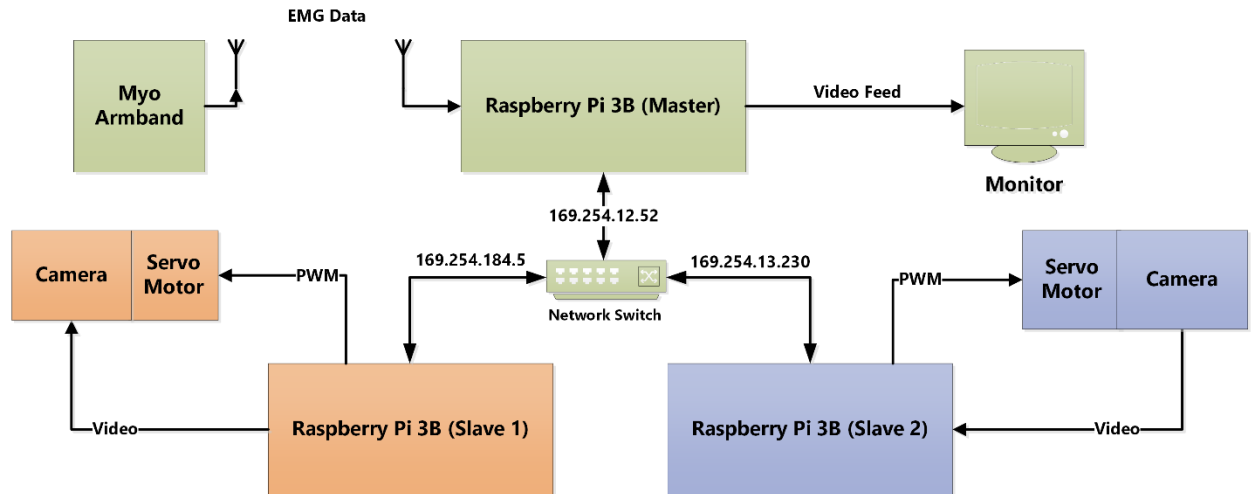 EMG Data
Myo
Armband
Raspberry Pi 3B (Master)
Video Feed
Monitor
169.254.12.52
169.254.184.5
169.254.13.230
Camera
Servo
Motor
PWM
Network Switch
PWM
Servo
Motor
Camera
Raspberry Pi 3B (Slave 1)
Video
Raspberry Pi 3B (Slave 2)
Video